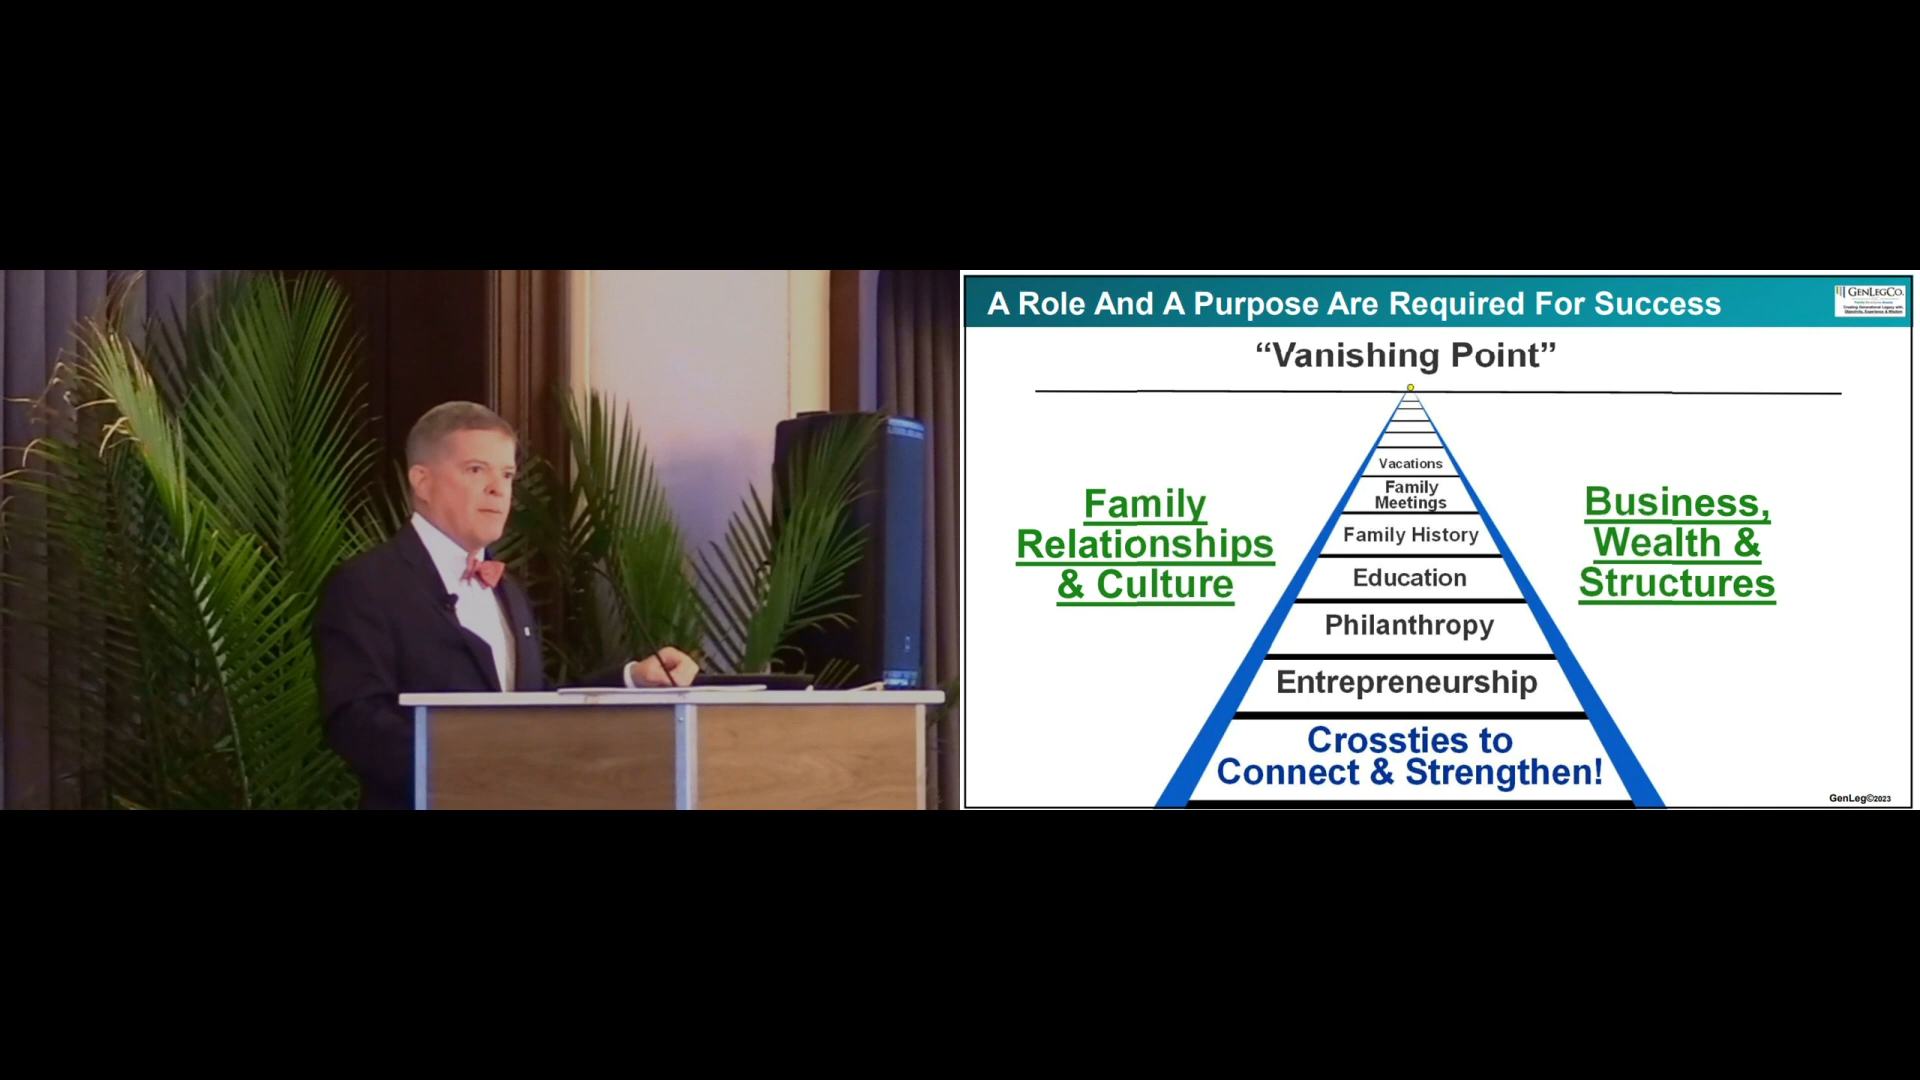 A Role And A Purpose Are Required For Success
GENLEGCO.
“Vanishing Point”
Vacations
Family
Meetings
Family History
Education
Philanthropy
Entrepreneurship
Crossties to
Connect & Strengthen!
Family
Relationships
& Culture
Business,
Wealth &
Structures
GenLeg©2023